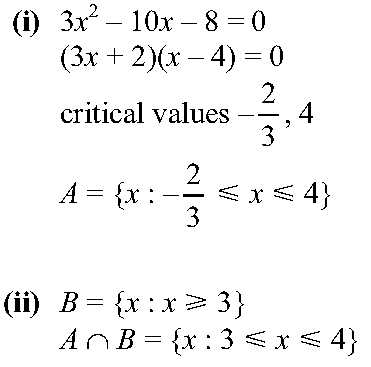 (i) 3x² – 10x – 8 = 0
(3x + 2)(x – 4) = 0
critical values –2/3, 4
A = {x : –2/3 ⩽ x ⩽ 4}
(ii) B = {x : x ⩾ 3}
A ∩ B = {x : 3 ⩽ x ⩽ 4}